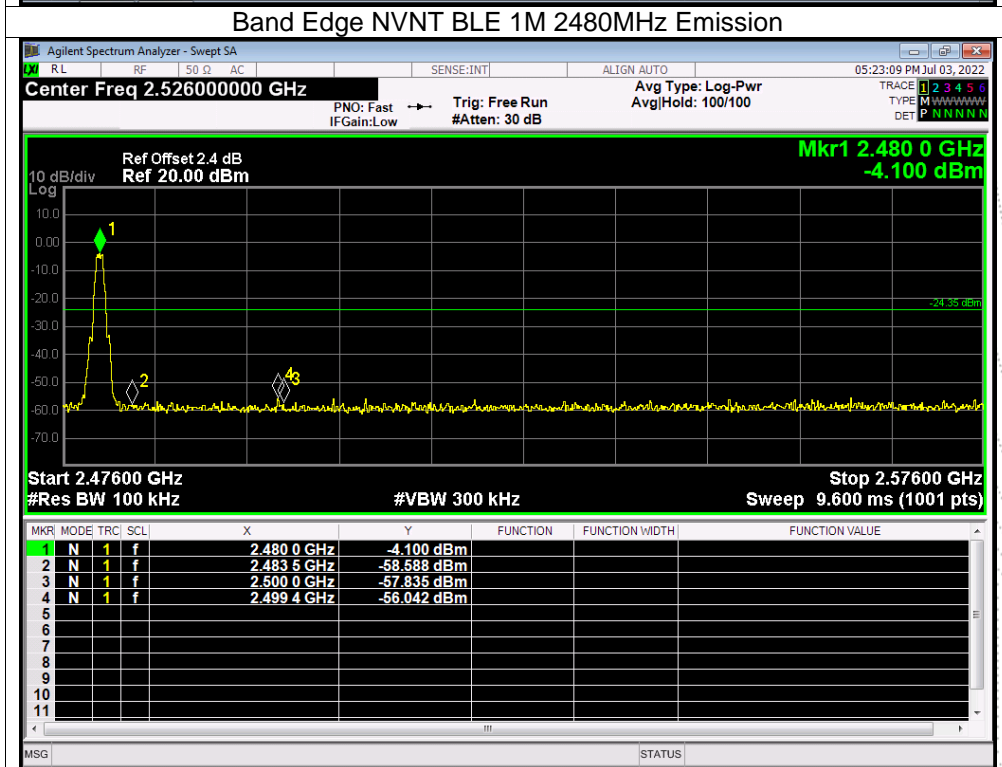 Band Edge NVNT BLE 1M 2480MHz Emission
Agilent Spectrum Analyzer - Swept SA
LXI RL RF 50 Ω AC SENSE:INT ALIGN AUTO 05:23:09 PM Jul 03, 2022
Center Freq 2.526000000 GHz
PNO: Fast
IFGain:Low
Trig: Free Run
#Atten: 30 dB
Avg Type: Log-Pwr
Avg|Hold: 100/100
TRACE 1 2 3 4 5 6
TYPE M WWWWW
DET P N N N N N
Mkr1 2.480 0 GHz
-4.100 dBm
Ref Offset 2.4 dB
10 dB/div Ref 20.00 dBm
Log
10.0
0.00
-10.0
-20.0
-30.0
-40.0
-50.0
-60.0
-70.0
1
-24.35 dBm
2
4
3
Start 2.47600 GHz Stop 2.57600 GHz
#Res BW 100 kHz #VBW 300 kHz Sweep 9.600 ms (1001 pts)
MKR MODE TRC SCL X Y FUNCTION FUNCTION WIDTH FUNCTION VALUE
1 N 1 f 2.480 0 GHz -4.100 dBm
2 N 1 f 2.483 5 GHz -58.588 dBm
3 N 1 f 2.500 0 GHz -57.835 dBm
4 N 1 f 2.499 4 GHz -56.042 dBm
5
6
7
8
9
10
11
MSG STATUS